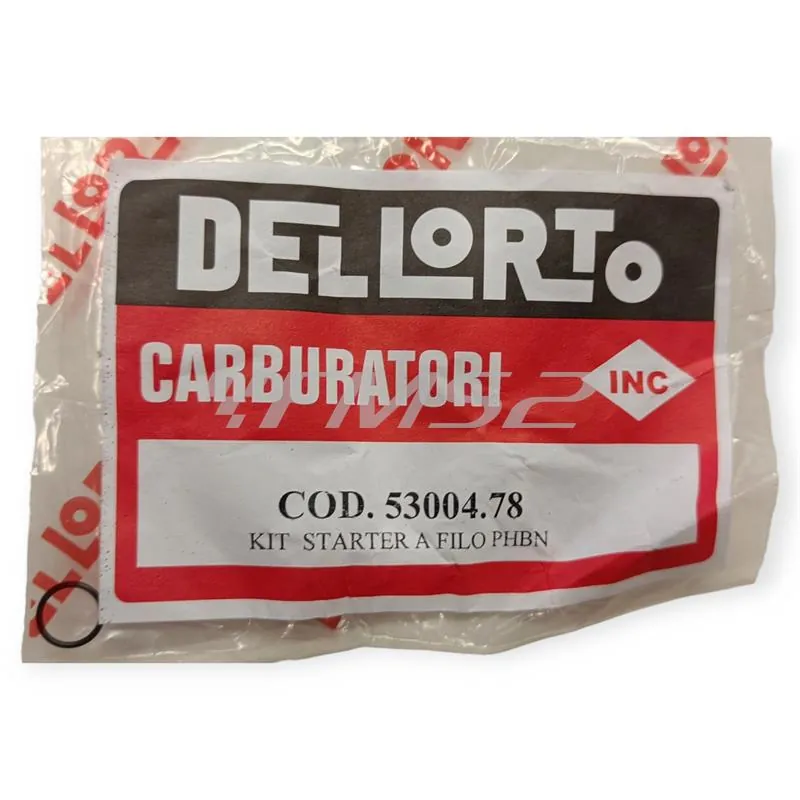 DELLORTO
CARBURATORI
INC
COD. 53004.78
KIT STARTER A FILO PHBN